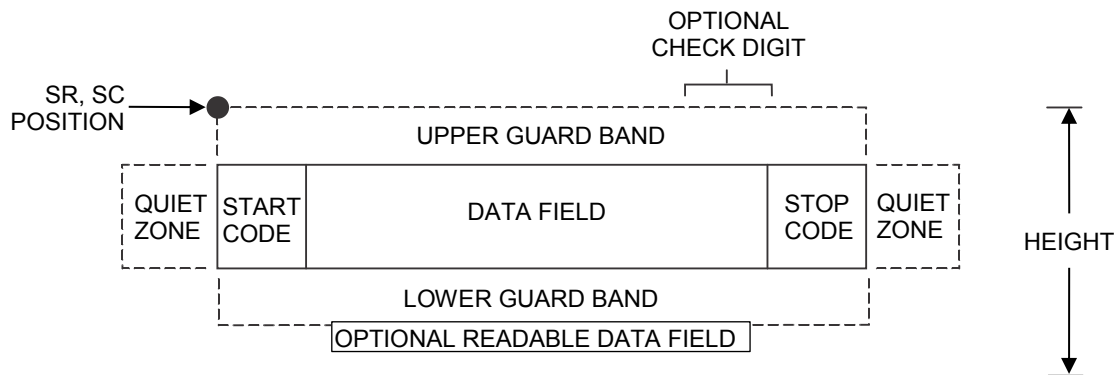 OPTIONAL
CHECK DIGIT
SR, SC
POSITION
UPPER GUARD BAND
QUIET
ZONE
START
CODE
DATA FIELD
STOP
CODE
QUIET
ZONE
HEIGHT
LOWER GUARD BAND
OPTIONAL READABLE DATA FIELD